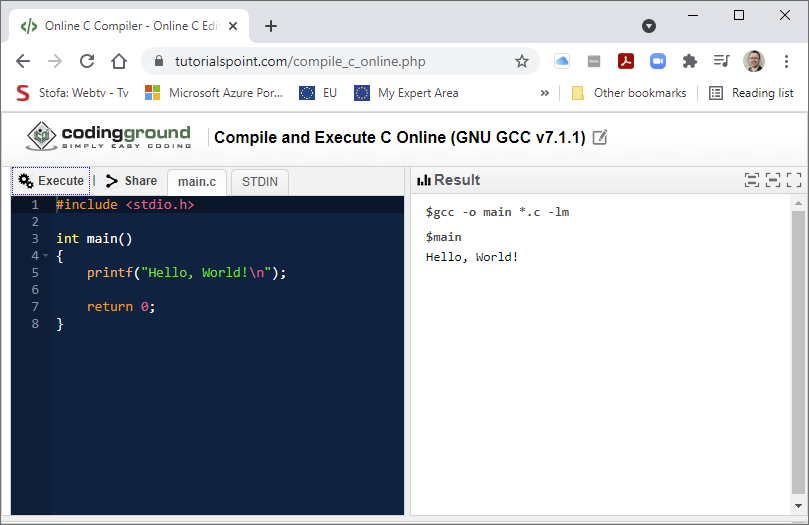 Online C Compiler - Online C Edi
tutorialspoint.com/compile_c_online.php
Stofa: Webtv - Tv Microsoft Azure Por... EU My Expert Area » Other bookmarks Reading list
codingground Compile and Execute C Online (GNU GCC v7.1.1)
SIMPLY EASY CODING
Execute Share main.c STDIN Result
1 #include <stdio.h>
2
3 int main()
4 {
5 printf("Hello, World!\n");
6
7 return 0;
8 }
$gcc -o main *.c -lm
$main
Hello, World!